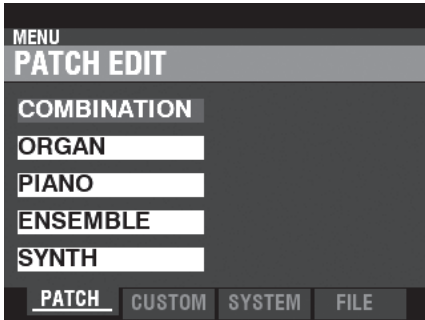 MENU
PATCH EDIT
COMBINATION
ORGAN
PIANO
ENSEMBLE
SYNTH
PATCH CUSTOM SYSTEM FILE